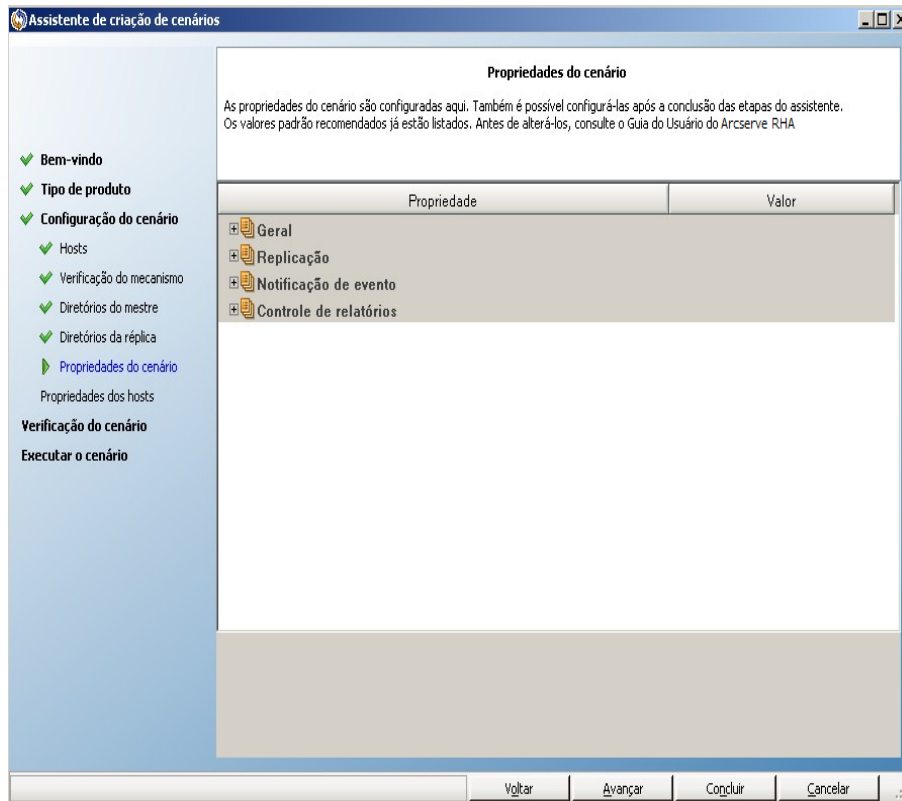 Assistente de criação de cenários
Propriedades do cenário
As propriedades do cenário são configuradas aqui. Também é possível configurá-las após a conclusão das etapas do assistente.
Os valores padrão recomendados já estão listados. Antes de alterá-los, consulte o Guia do Usuário do Arcserve RHA
Bem-vindo
Tipo de produto
Configuração do cenário
Hosts
Verificação do mecanismo
Diretórios do mestre
Diretórios da réplica
Propriedades do cenário
Propriedades dos hosts
Verificação do cenário
Executar o cenário
Propriedade Valor
Geral
Replicação
Notificação de evento
Controle de relatórios
Voltar Avançar Concluir Cancelar